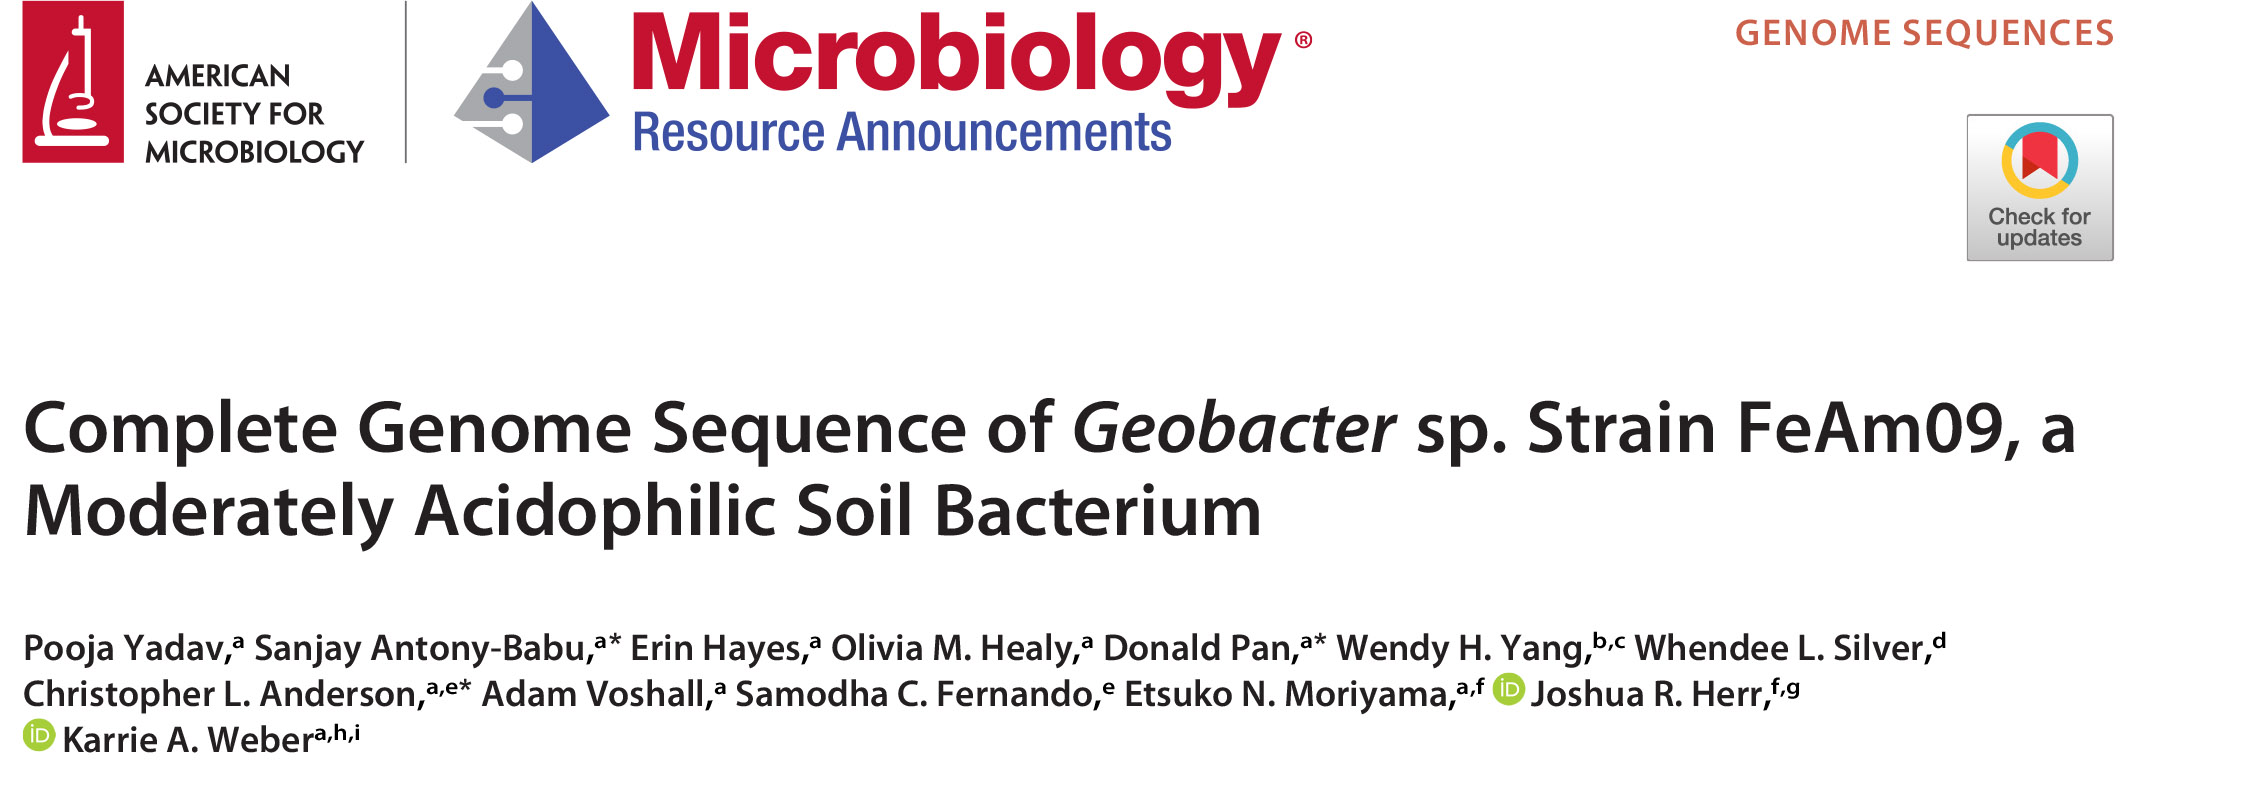 AMERICAN
SOCIETY FOR
MICROBIOLOGY
Microbiology®
Resource Announcements
GENOME SEQUENCES
Check for
updates
Complete Genome Sequence of Geobacter sp. Strain FeAm09, a
Moderately Acidophilic Soil Bacterium
Pooja Yadav,a Sanjay Antony-Babu,a* Erin Hayes,a Olivia M. Healy,a Donald Pan,a* Wendy H. Yang,b,c Whendee L. Silver,d
Christopher L. Anderson,a,e* Adam Voshall,a Samodha C. Fernando,e Etsuko N. Moriyama,a,f iD Joshua R. Herr,f,g
iD Karrie A. Webera,h,i